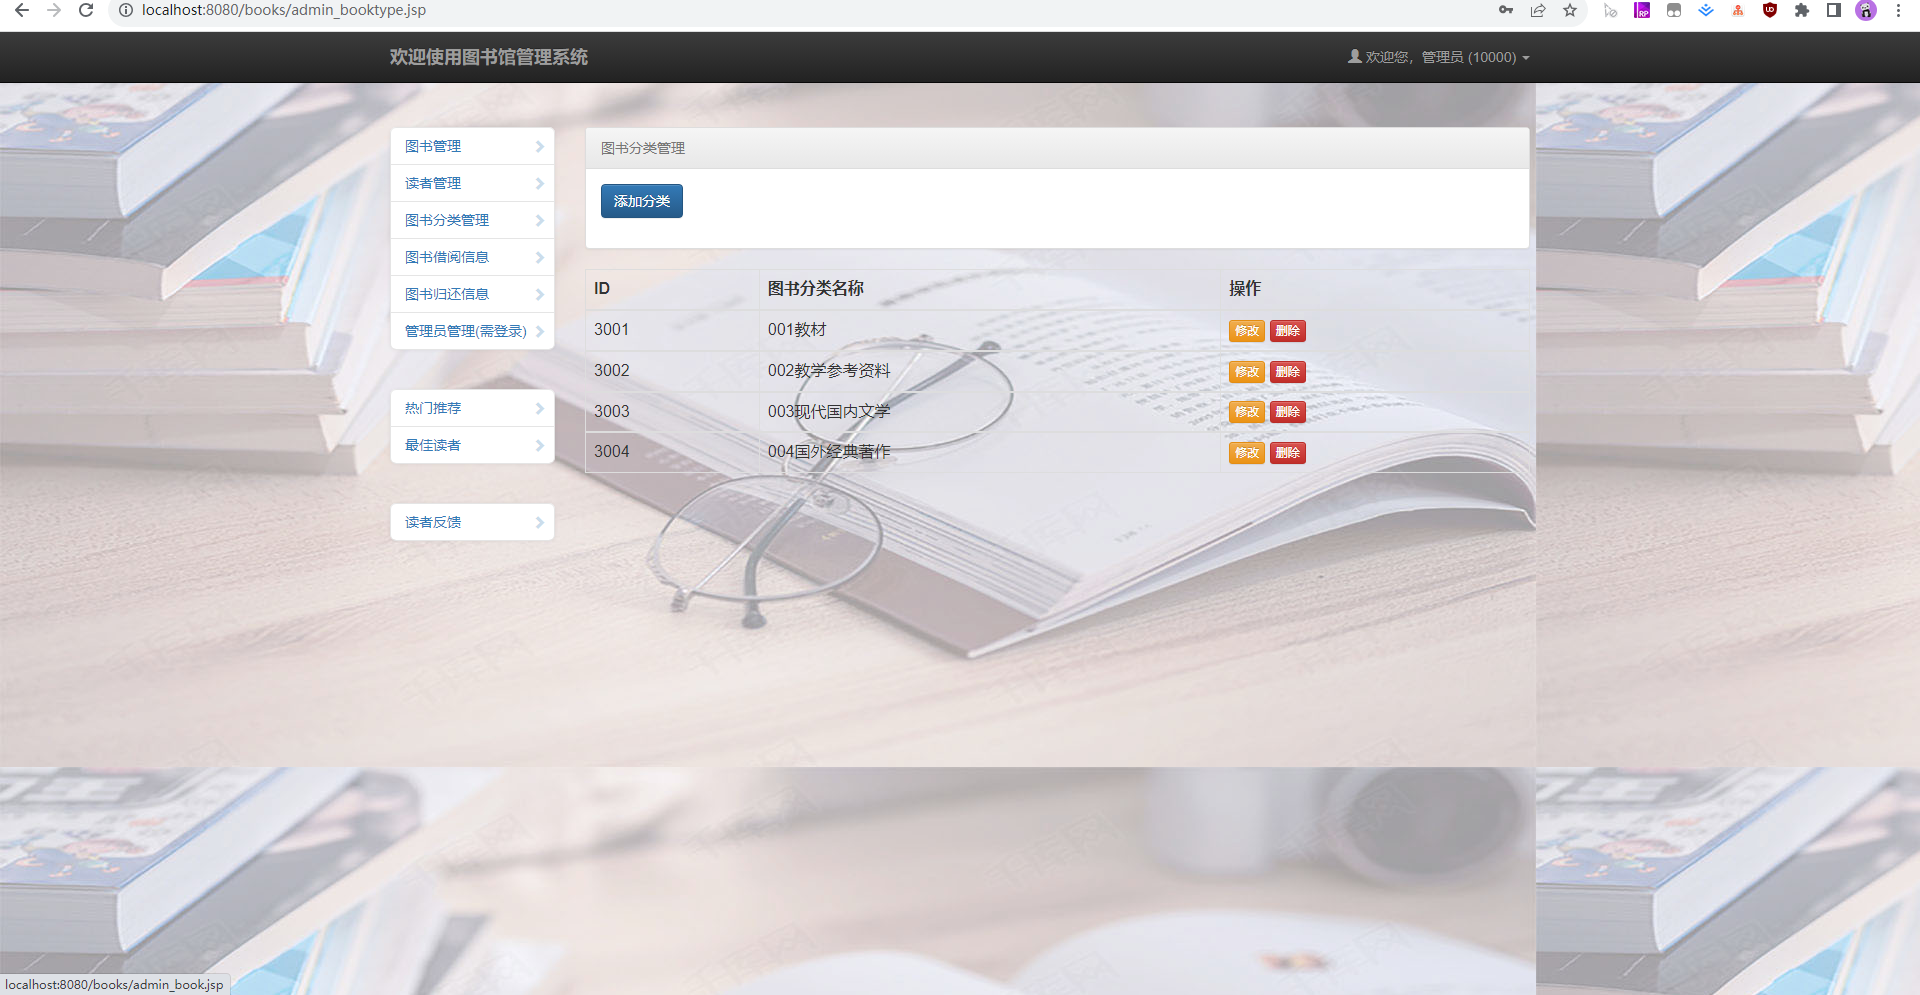 localhost:8080/books/admin_booktype.jsp
欢迎使用图书馆管理系统
欢迎您，管理员 (10000)
图书管理
读者管理
图书分类管理
图书借阅信息
图书归还信息
管理员管理(需登录)
热门推荐
最佳读者
读者反馈
图书分类管理
添加分类
ID 图书分类名称 操作
3001 001教材 修改 删除
3002 002教学参考资料 修改 删除
3003 003现代国内文学 修改 删除
3004 004国外经典著作 修改 删除
localhost:8080/books/admin_book.jsp